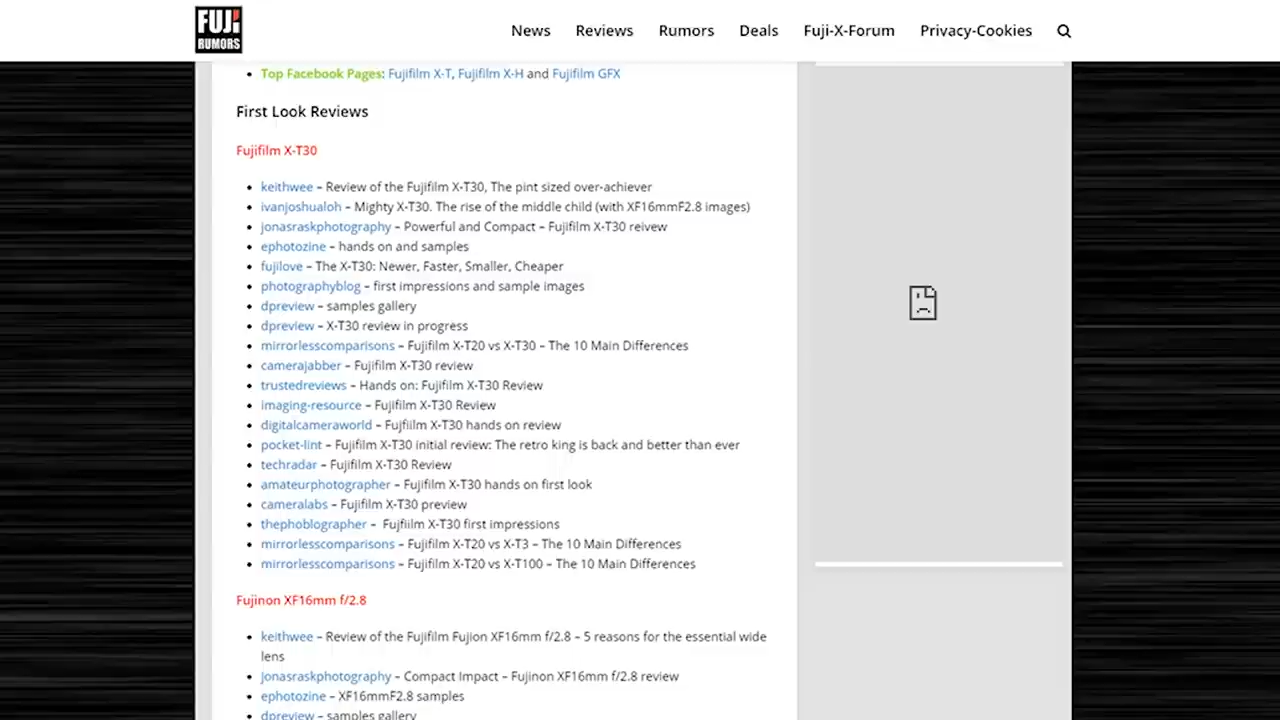 FUJi
RUMORS
News
Reviews
Rumors
Deals
Fuji-X-Forum
Privacy-Cookies
Top Facebook Pages: Fujifilm X-T, Fujifilm X-H and Fujifilm GFX
First Look Reviews
Fujifilm X-T30
keithwee – Review of the Fujifilm X-T30, The pint sized over-achiever
ivanjoshualoh – Mighty X-T30. The rise of the middle child (with XF16mmF2.8 images)
jonasraskphotography – Powerful and Compact – Fujifilm X-T30 reivew
ephotozine – hands on and samples
fujilove – The X-T30: Newer, Faster, Smaller, Cheaper
photographyblog – first impressions and sample images
dpreview – samples gallery
dpreview – X-T30 review in progress
mirrorlesscomparisons – Fujifilm X-T20 vs X-T30 – The 10 Main Differences
camerajabber – Fujifilm X-T30 review
trustedreviews – Hands on: Fujifilm X-T30 Review
imaging-resource – Fujifilm X-T30 Review
digitalcameraworld – Fujfiilm X-T30 hands on review
pocket-lint – Fujifilm X-T30 initial review: The retro king is back and better than ever
techradar – Fujifilm X-T30 Review
amateurphotographer – Fujifilm X-T30 hands on first look
cameralabs – Fujifilm X-T30 preview
thephoblographer – Fujfiilm X-T30 first impressions
mirrorlesscomparisons – Fujifilm X-T20 vs X-T3 – The 10 Main Differences
mirrorlesscomparisons – Fujifilm X-T20 vs X-T100 – The 10 Main Differences
Fujinon XF16mm f/2.8
keithwee – Review of the Fujifilm Fujion XF16mm f/2.8 – 5 reasons for the essential wide
lens
jonasraskphotography – Compact Impact – Fujinon XF16mm f/2.8 review
ephotozine – XF16mmF2.8 samples
dpreview – samples gallery